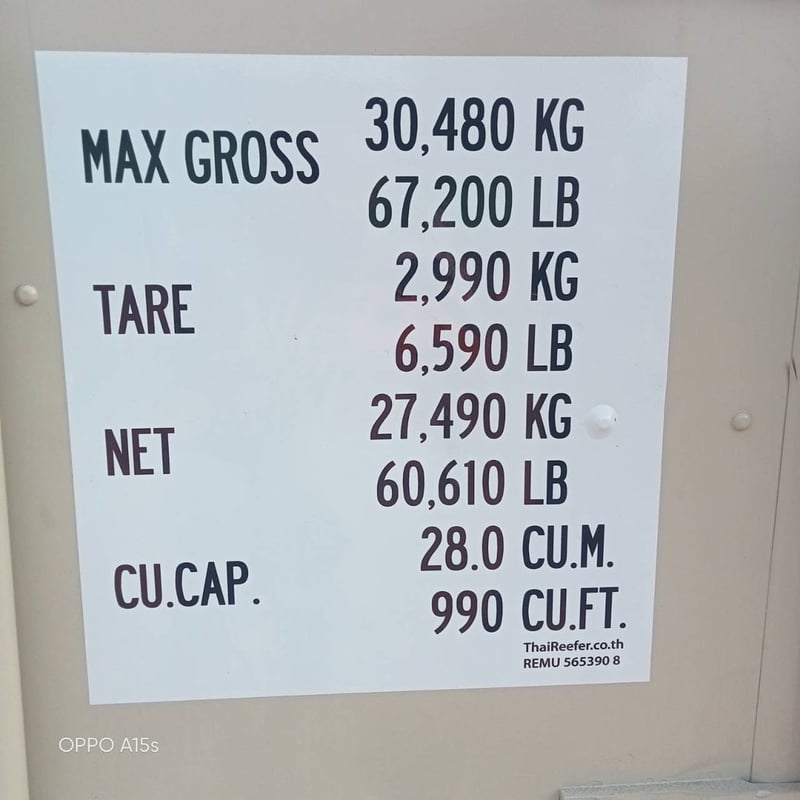 MAX GROSS 30,480 KG
67,200 LB
TARE 2,990 KG
6,590 LB
NET 27,490 KG
60,610 LB
CU.CAP. 28.0 CU.M.
990 CU.FT.
ThaiReefer.co.th
REMU 565390 8
OPPO A15s